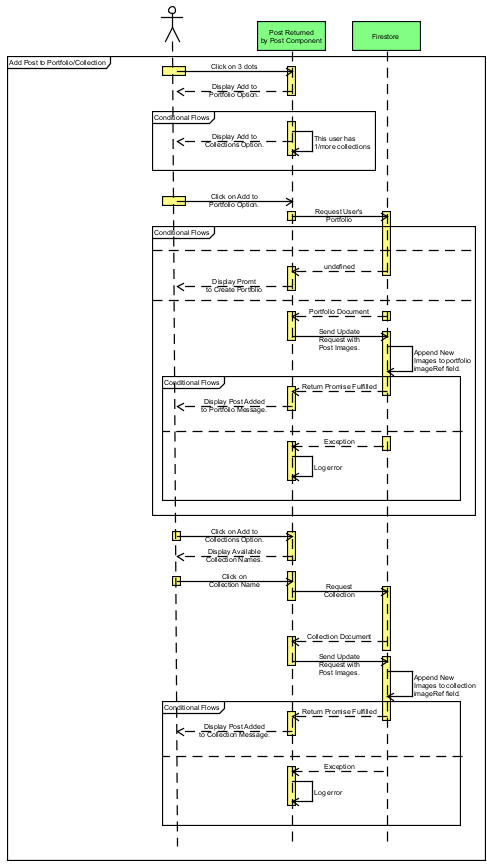 Post Returned
by Post Component
Firestore
Add Post to Portfolio/Collection
Click on 3 dots
Display Add to
Portfolio Option.
Conditional Flows
This user has
1/more collections
Display Add to
Collections Option.
Click on Add to
Portfolio Option.
Request User's
Portfolio
Conditional Flows
undefined
Display Promt
to Create Portfolio
Portfolio Document
Send Update
Request with
Post Images.
Append New
Images to portfolio
imageRef field.
Conditional Flows
Return Promise Fulfilled
Display Post Added
to Portfolio Message.
Exception
Log error
Click on Add to
Collections Option.
Display Available
Collection Names.
Click on
Collection Name
Request
Collection
Collection Document
Send Update
Request with
Post Images.
Append New
Images to collection
imageRef field.
Conditional Flows
Return Promise Fulfilled
Display Post Added
to Collection Message.
Exception
Log error